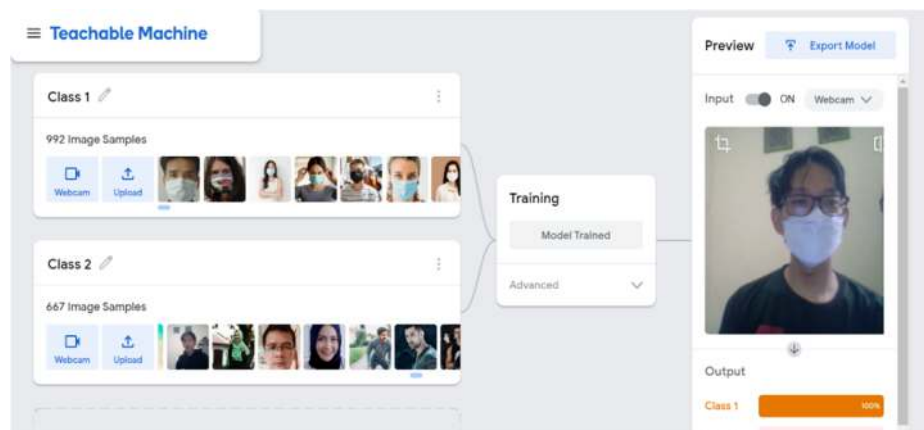 Teachable Machine
Class 1
992 Image Samples
Webcam
Upload
Class 2
667 Image Samples
Webcam
Upload
Training
Model Trained
Advanced
Preview
Export Model
Input ON Webcam
Output
Class 1 100%